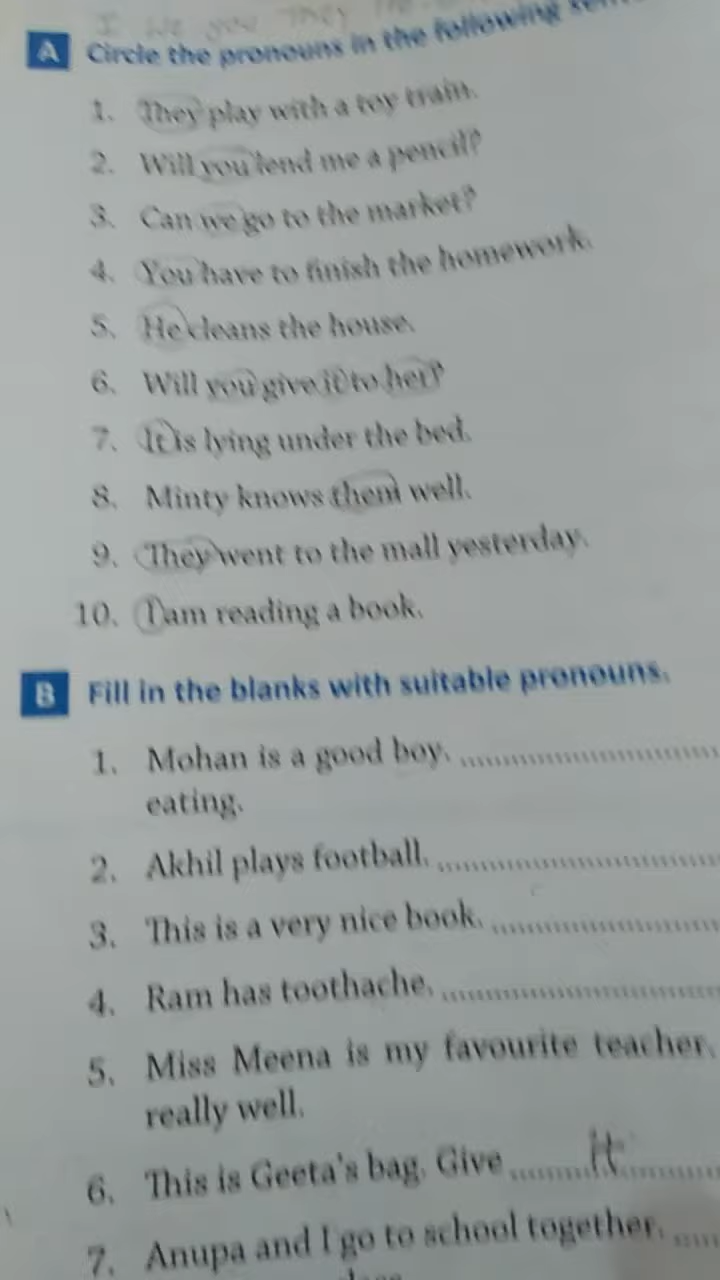 I we you They
A Circle the pronouns in the following
1. They play with a toy train.
2. Will you lend me a pencil?
3. Can we go to the market?
4. You have to finish the homework.
5. He cleans the house.
6. Will you give it to her?
7. It is lying under the bed.
8. Minty knows them well.
9. They went to the mall yesterday.
10. I am reading a book.
B Fill in the blanks with suitable pronouns.
1. Mohan is a good boy. ..............................
eating.
2. Akhil plays football. ..............................
3. This is a very nice book. ..............................
4. Ram has toothache. ..............................
5. Miss Meena is my favourite teacher.
really well.
6. This is Geeta's bag. Give ..........it..........
7. Anupa and I go to school together. .....